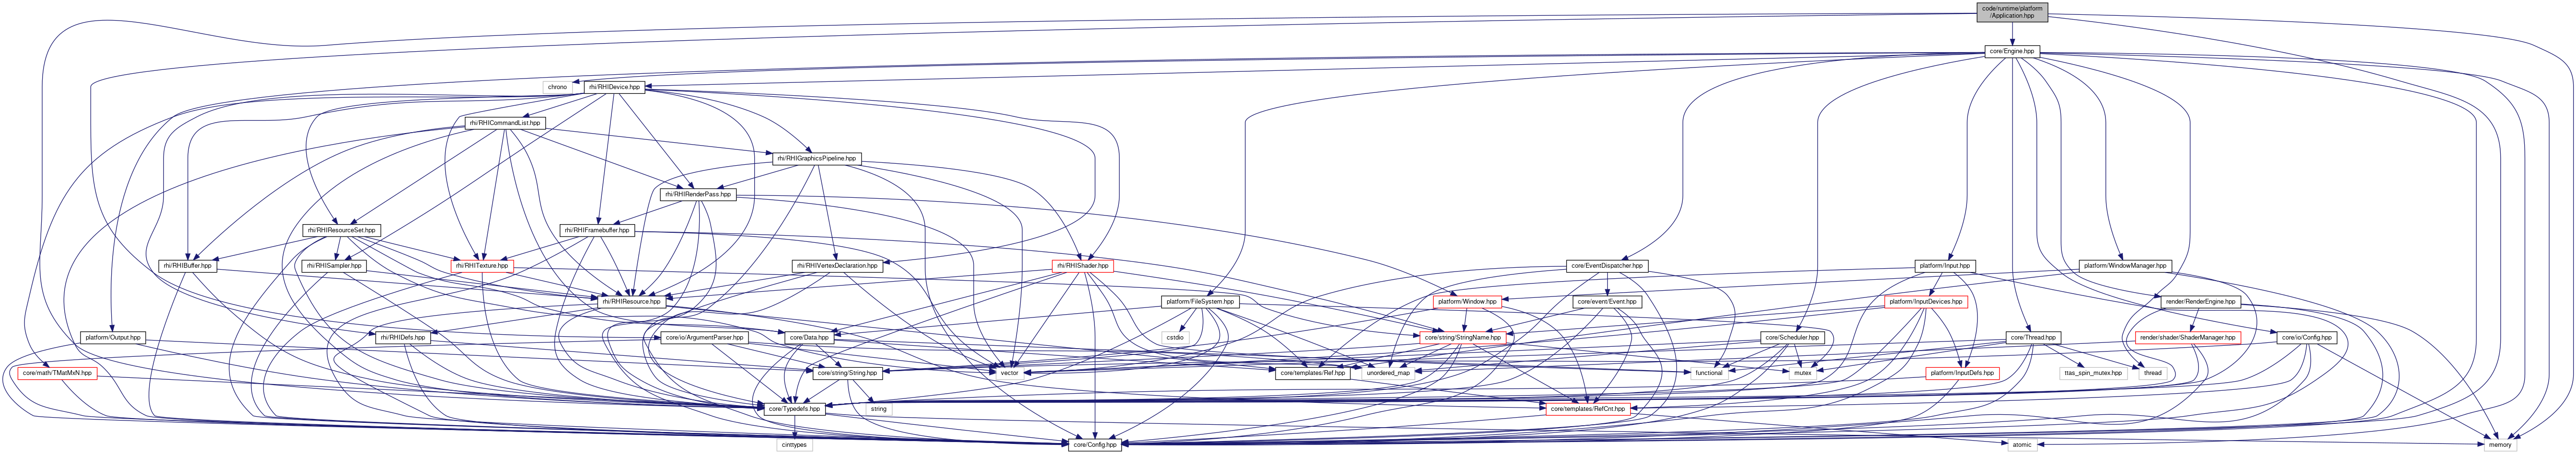 code/runtime/platform
/Application.hpp
core/Engine.hpp
chrono
rhi/RHIDevice.hpp
rhi/RHICommandList.hpp
rhi/RHIGraphicsPipeline.hpp
rhi/RHIRenderPass.hpp
rhi/RHIResourceSet.hpp
rhi/RHIFramebuffer.hpp
rhi/RHIBuffer.hpp
rhi/RHISampler.hpp
rhi/RHITexture.hpp
rhi/RHIVertexDeclaration.hpp
rhi/RHIShader.hpp
core/EventDispatcher.hpp
platform/Input.hpp
platform/WindowManager.hpp
rhi/RHIResource.hpp
platform/FileSystem.hpp
platform/Window.hpp
core/event/Event.hpp
platform/InputDevices.hpp
render/RenderEngine.hpp
platform/Output.hpp
rhi/RHIDefs.hpp
core/io/ArgumentParser.hpp
core/Data.hpp
cstdio
core/string/StringName.hpp
core/Scheduler.hpp
core/Thread.hpp
render/shader/ShaderManager.hpp
core/io/Config.hpp
core/math/TMatMxN.hpp
core/string/String.hpp
vector
core/templates/Ref.hpp
unordered_map
functional
mutex
platform/InputDefs.hpp
ttas_spin_mutex.hpp
thread
core/Typedefs.hpp
string
core/templates/RefCnt.hpp
cinttypes
core/Config.hpp
atomic
memory